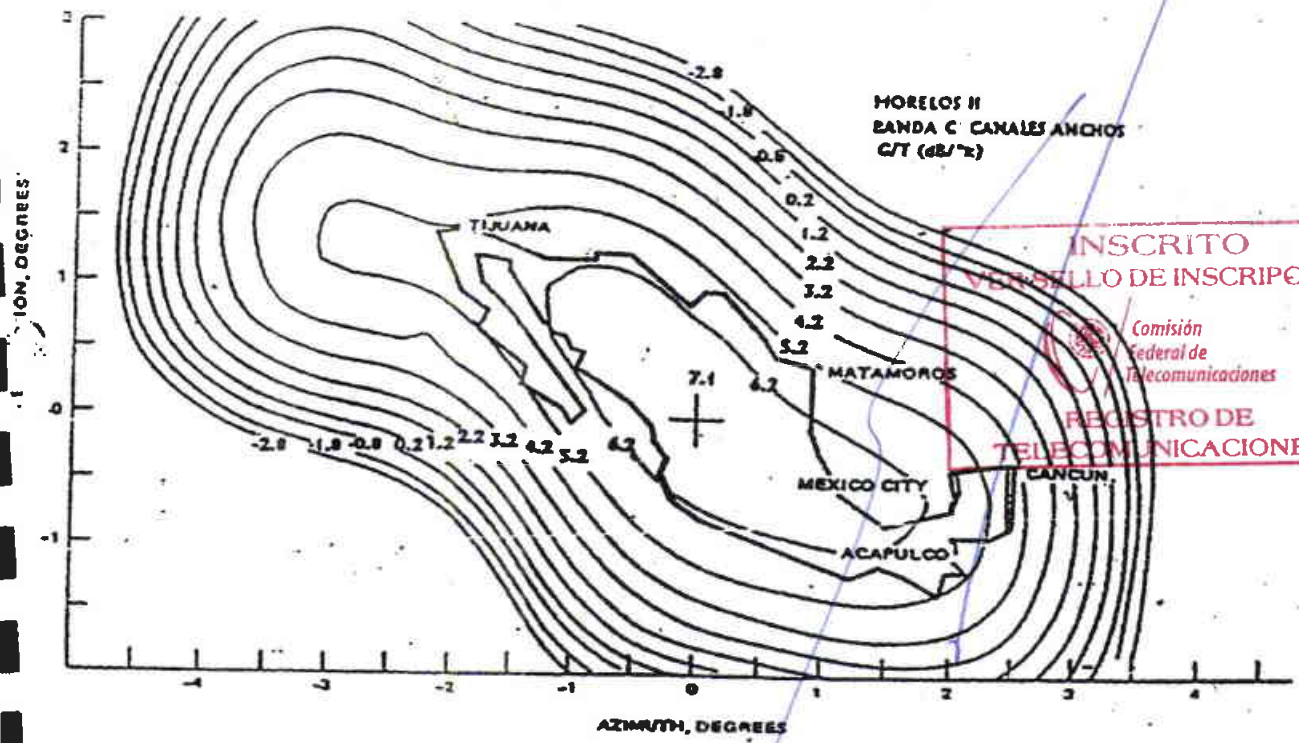 MORELOS II
BANDA C CANALES ANCHOS
G/T (dB/°K)
-2.8
-1.8
-0.8
0.2
1.2
2.2
3.2
4.2
5.2
6.2
7.1
TIJUANA
MATAMOROS
MEXICO CITY
CANCUN
ACAPULCO
-2.8 -1.8 -0.8 0.2 1.2 2.2 3.2 4.2 5.2 6.2
INSCRITO
VER SELLO DE INSCRIPC
Comisión
Federal de
Telecomunicaciones
REGISTRO DE
TELECOMUNICACIONE
ION, DEGREES
2
1
.0
-1
-4 -3 -2 -1 0 1 2 3 4
AZIMUTH, DEGREES